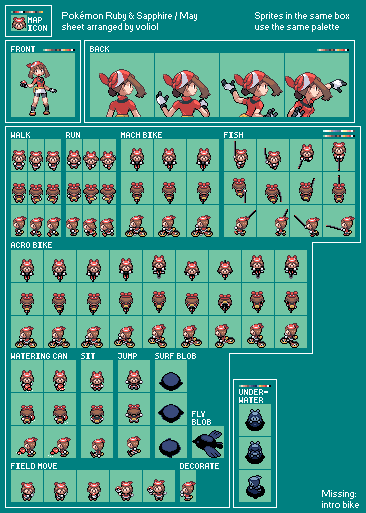 MAP
ICON
Pokémon Ruby & Sapphire / May
sheet arranged by voliol
Sprites in the same box
use the same palette
FRONT
BACK
WALK
RUN
MACH BIKE
FISH
ACRO BIKE
WATERING CAN
SIT
JUMP
SURF BLOB
FLY
BLOB
UNDER-
WATER
FIELD MOVE
DECORATE
Missing:
intro bike